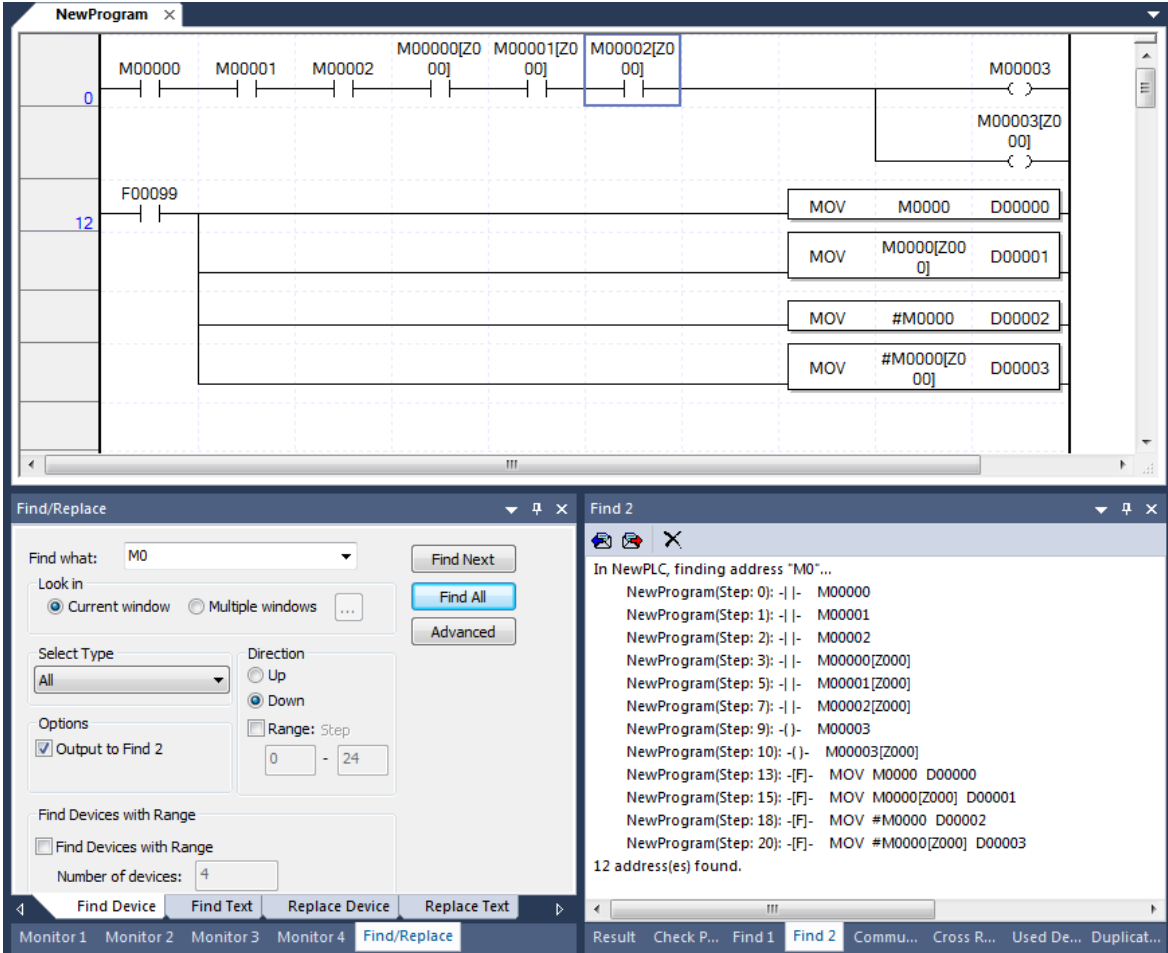 NewProgram ×
M00000 M00001 M00002 M00000[Z0
00] M00001[Z0
00] M00002[Z0
00] M00003
0
M00003[Z0
00]
F00099
12
MOV M0000 D00000
MOV M0000[Z00
0] D00001
MOV #M0000 D00002
MOV #M0000[Z0
00] D00003
Find/Replace
Find what: M0
Find Next
Look in
Current window Multiple windows ...
Find All
Advanced
Select Type
All
Direction
Up
Down
Options
Output to Find 2
Range: Step
0 - 24
Find Devices with Range
Find Devices with Range
Number of devices: 4
Find Device Find Text Replace Device Replace Text
Monitor 1 Monitor 2 Monitor 3 Monitor 4 Find/Replace
Find 2
In NewPLC, finding address "M0"...
NewProgram(Step: 0): -| |- M00000
NewProgram(Step: 1): -| |- M00001
NewProgram(Step: 2): -| |- M00002
NewProgram(Step: 3): -| |- M00000[Z000]
NewProgram(Step: 5): -| |- M00001[Z000]
NewProgram(Step: 7): -| |- M00002[Z000]
NewProgram(Step: 9): -( )- M00003
NewProgram(Step: 10): -( )- M00003[Z000]
NewProgram(Step: 13): -[F]- MOV M0000 D00000
NewProgram(Step: 15): -[F]- MOV M0000[Z000] D00001
NewProgram(Step: 18): -[F]- MOV #M0000 D00002
NewProgram(Step: 20): -[F]- MOV #M0000[Z000] D00003
12 address(es) found.
Result Check P... Find 1 Find 2 Commu... Cross R... Used De... Duplicat...